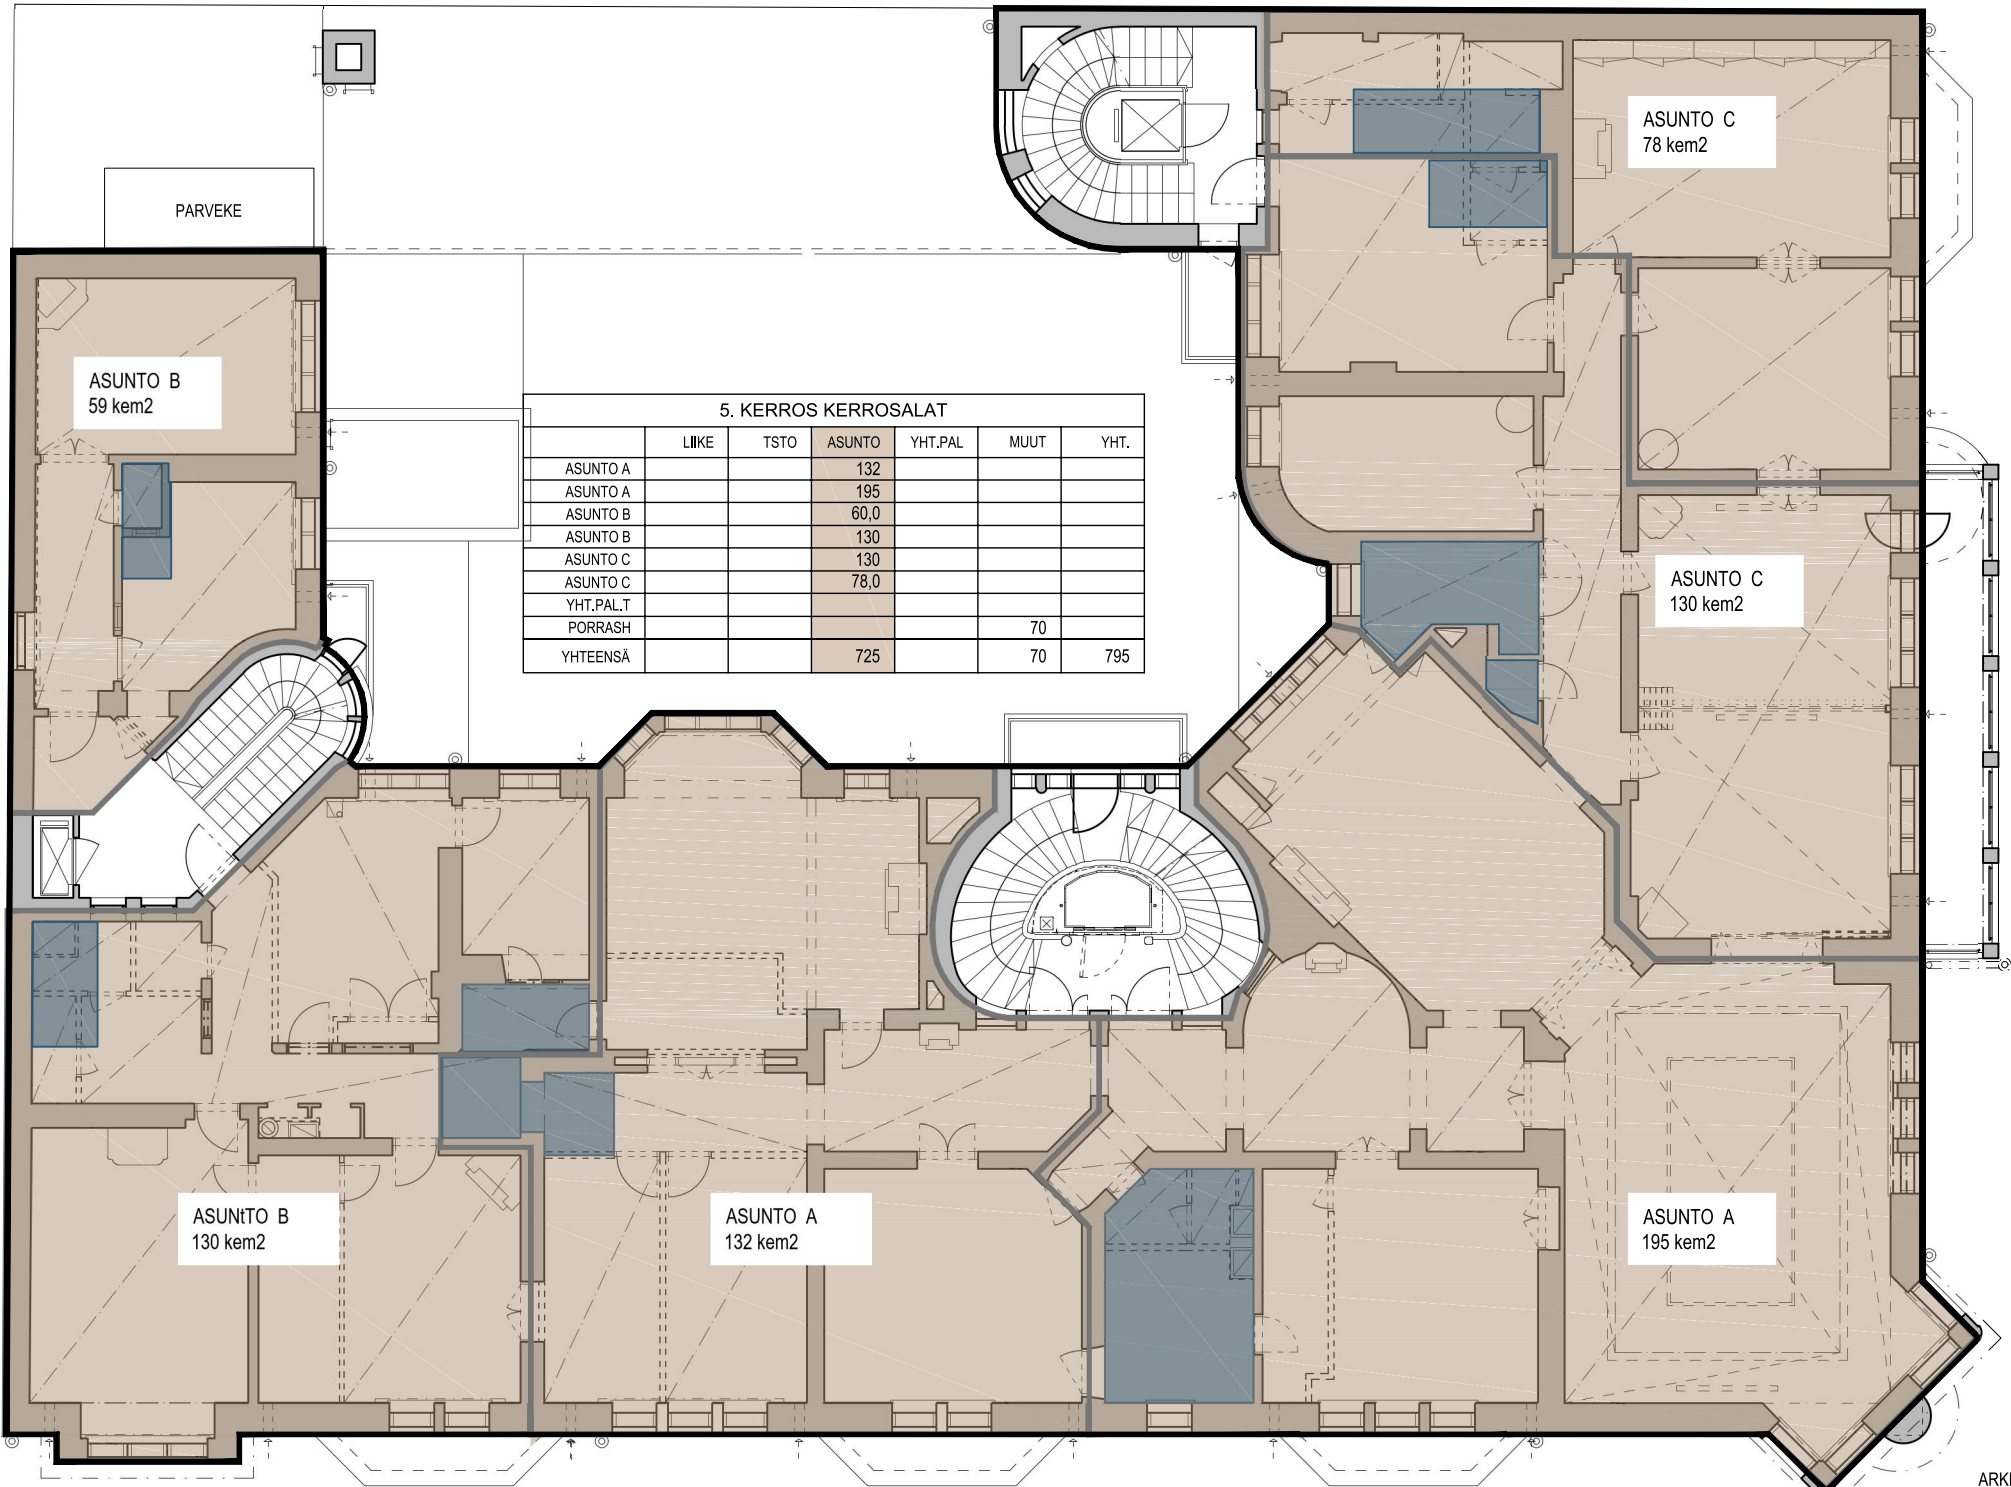 ASUNTO C
78 kem2
PARVEKE
ASUNTO B
59 kem2
5. KERROS KERROSALAT
LIIKE TSTO ASUNTO YHT.PAL MUUT YHT.
ASUNTO A 132
ASUNTO A 195
ASUNTO B 60,0
ASUNTO B 130
ASUNTO C 130
ASUNTO C 78,0
YHT.PAL.T
PORRASH 70
YHTEENSÄ 725 70 795
ASUNTO C
130 kem2
ASUNtTO B
130 kem2
ASUNTO A
132 kem2
ASUNTO A
195 kem2